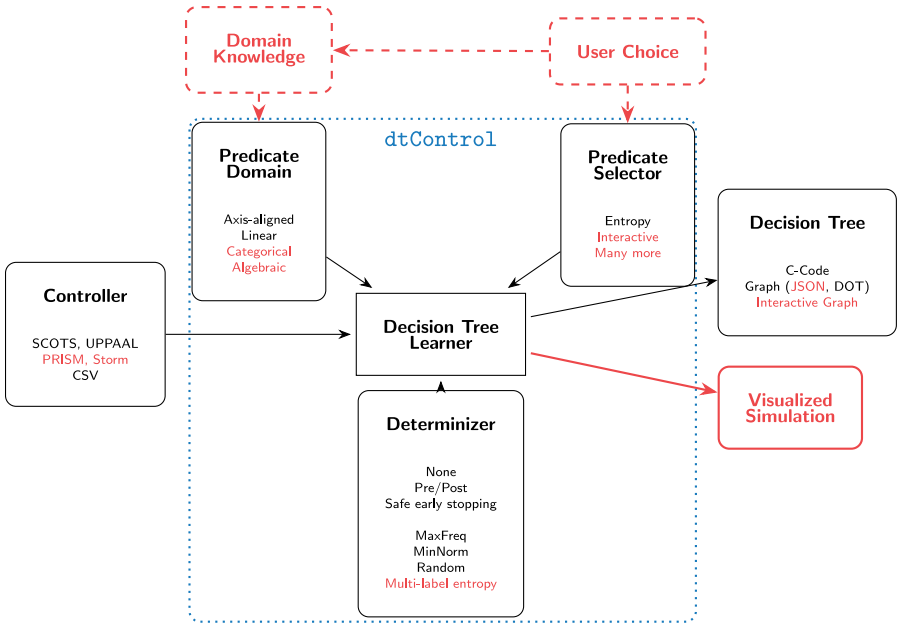 Domain
Knowledge
User Choice
dtControl
Predicate
Domain
Axis-aligned
Linear
Categorical
Algebraic
Predicate
Selector
Entropy
Interactive
Many more
Decision Tree
C-Code
Graph (JSON, DOT)
Interactive Graph
Controller
SCOTS, UPPAAL
PRISM, Storm
CSV
Decision Tree
Learner
Visualized
Simulation
Determinizer
None
Pre/Post
Safe early stopping
MaxFreq
MinNorm
Random
Multi-label entropy